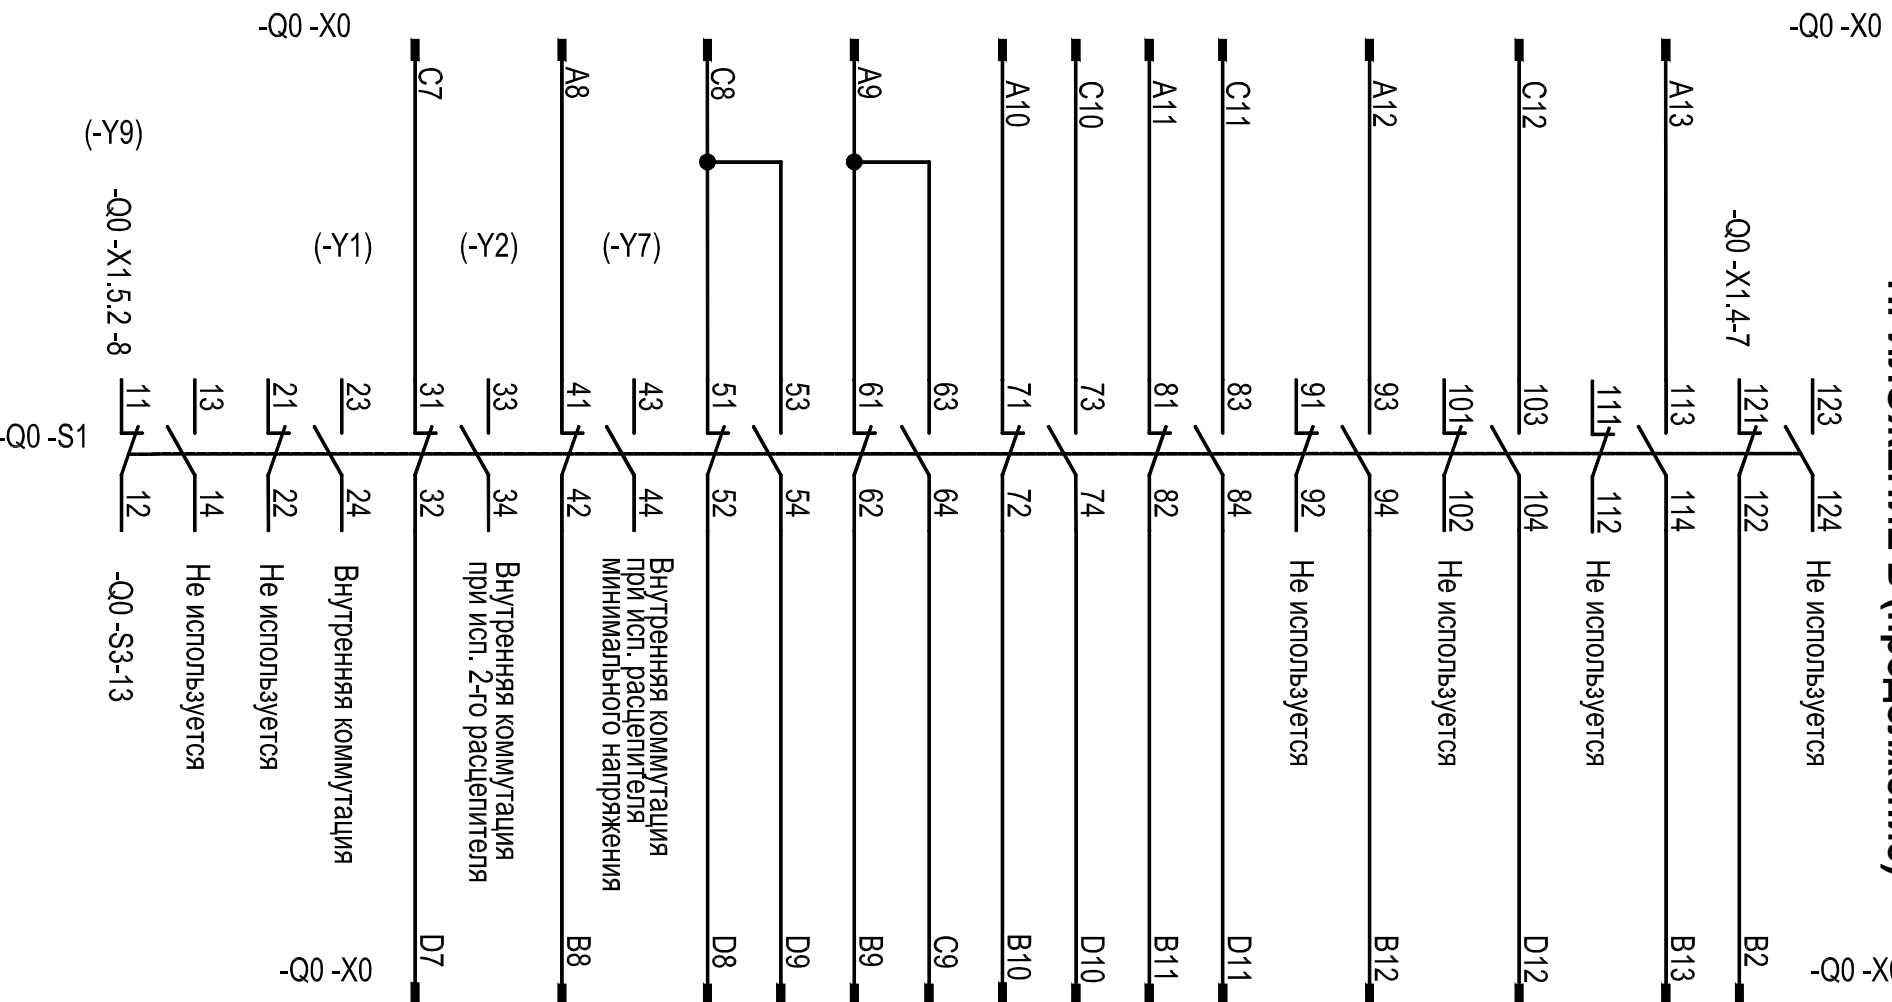 -Q0 -X0
-Q0 -X0
C7
A8
C8
A9
A10
C10
A11
C11
A12
C12
A13
(-Y9)
-Q0 -X1.5.2 -8
(-Y1)
(-Y2)
(-Y7)
-Q0 -X1.4-7
11
13
21
23
31
33
41
43
51
53
61
63
71
73
81
83
91
93
101
103
111
113
121
123
-Q0 -S1
12
14
22
24
32
34
42
44
52
54
62
64
72
74
82
84
92
94
102
104
112
114
122
124
-Q0 -S3-13
Не используется
Не используется
Внутренняя коммутация
Внутренняя коммутация
при исп. 2-го расцепителя
Внутренняя коммутация
при исп. расцепителя
минимального напряжения
Не используется
Не используется
Не используется
Не используется
D7
B8
D8
D9
B9
C9
B10
D10
B11
D11
B12
D12
B13
B2
-Q0 -X0
-Q0 -X0